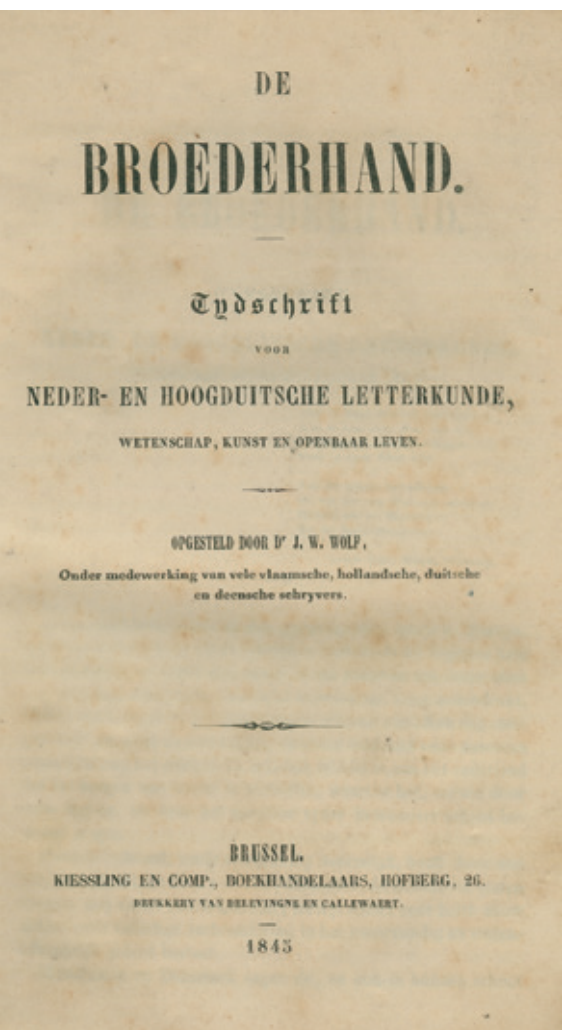 DE
BROEDERHAND.
Tydschrift
VOOR
NEDER- EN HOOGDUITSCHE LETTERKUNDE,
WETENSCHAP, KUNST EN OPENBAAR LEVEN.
OPGESTELD DOOR Dr J. W. WOLF,
Onder medewerking van vele vlaamsche, hollandsche, duitsche
en deensche schryvers.
BRUSSEL.
KIESSLING EN COMP., BOEKHANDELAARS, HOFBERG, 26.
DRUKKERY VAN DELEVINGNE EN CALLEWAERT.
1845